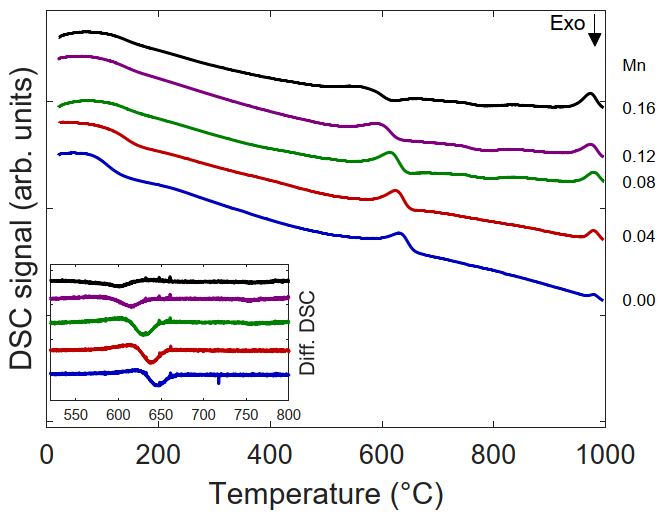 Exo
Mn
0.16
0.12
0.08
0.04
0.00
DSC signal (arb. units)
Diff. DSC
550 600 650 700 750 800
0 200 400 600 800 1000
Temperature (°C)